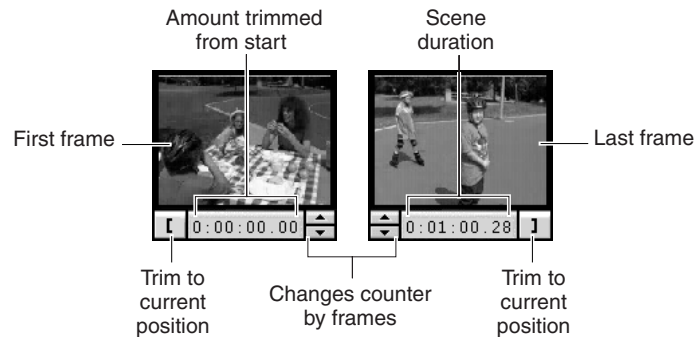 Amount trimmed
from start
Scene
duration
First frame
Last frame
[ 0:00:00.00
0:01:00.28 ]
Trim to
current
position
Changes counter
by frames
Trim to
current
position